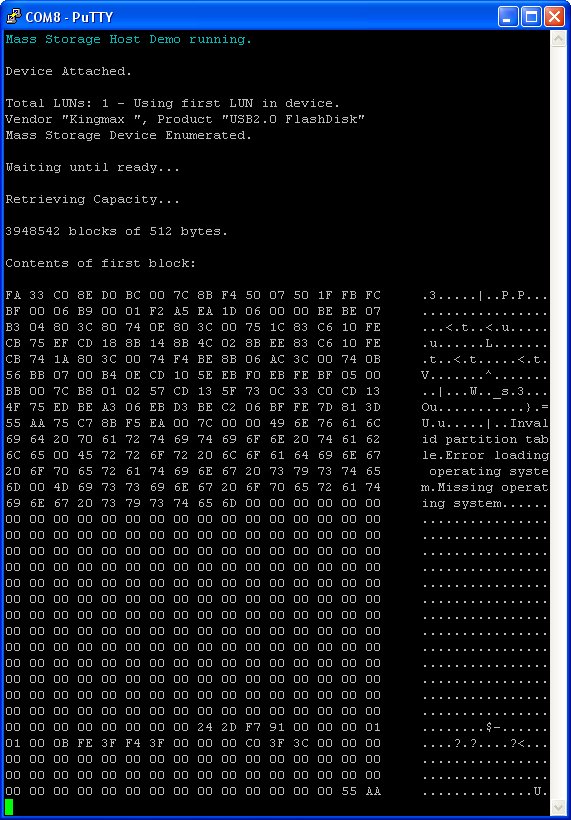 COM8 - PuTTY
Mass Storage Host Demo running.
Device Attached.
Total LUNs: 1 - Using first LUN in device.
Vendor "Kingmax ", Product "USB2.0 FlashDisk"
Mass Storage Device Enumerated.
Waiting until ready...
Retrieving Capacity...
3948542 blocks of 512 bytes.
Contents of first block:
FA 33 C0 8E D0 BC 00 7C 8B F4 50 07 50 1F FB FC .3.....|..P.P...
BF 00 06 B9 00 01 F2 A5 EA 1D 06 00 00 BE BE 07 ................
B3 04 80 3C 80 74 0E 80 3C 00 75 1C 83 C6 10 FE ...<.t..<.u.....
CB 75 EF CD 18 8B 14 8B 4C 02 8B EE 83 C6 10 FE .u......L.......
CB 74 1A 80 3C 00 74 F4 BE 8B 06 AC 3C 00 74 0B .t..<.t.....<.t.
56 BB 07 00 B4 0E CD 10 5E EB F0 EB FE BF 05 00 V.......^.......
BB 00 7C B8 01 02 57 CD 13 5F 73 0C 33 C0 CD 13 ..|...W.._s.3...
4F 75 ED BE A3 06 EB D3 BE C2 06 BF FE 7D 81 3D Ou...........}.=
55 AA 75 C7 8B F5 EA 00 7C 00 00 49 6E 76 61 6C U.u.....|..Inval
69 64 20 70 61 72 74 69 74 69 6F 6E 20 74 61 62 id partition tab
6C 65 00 45 72 72 6F 72 20 6C 6F 61 64 69 6E 67 le.Error loading
20 6F 70 65 72 61 74 69 6E 67 20 73 79 73 74 65 operating syste
6D 00 4D 69 73 73 69 6E 67 20 6F 70 65 72 61 74 m.Missing operat
69 6E 67 20 73 79 73 74 65 6D 00 00 00 00 00 00 ing system......
00 00 00 00 00 00 00 00 00 00 00 00 00 00 00 00 ................
00 00 00 00 00 00 00 00 00 00 00 00 00 00 00 00 ................
00 00 00 00 00 00 00 00 00 00 00 00 00 00 00 00 ................
00 00 00 00 00 00 00 00 00 00 00 00 00 00 00 00 ................
00 00 00 00 00 00 00 00 00 00 00 00 00 00 00 00 ................
00 00 00 00 00 00 00 00 00 00 00 00 00 00 00 00 ................
00 00 00 00 00 00 00 00 00 00 00 00 00 00 00 00 ................
00 00 00 00 00 00 00 00 00 00 00 00 00 00 00 00 ................
00 00 00 00 00 00 00 00 00 00 00 00 00 00 00 00 ................
00 00 00 00 00 00 00 00 00 00 00 00 00 00 00 00 ................
00 00 00 00 00 00 00 00 00 00 00 00 00 00 00 00 ................
00 00 00 00 00 00 00 00 00 00 00 00 00 00 00 00 ................
00 00 00 00 00 00 00 00 00 00 00 00 00 00 00 00 ................
00 00 00 00 00 00 00 00 24 2D F7 91 00 00 00 01 ........$-......
01 00 0B FE 3F F4 3F 00 00 00 C0 3F 3C 00 00 00 ....?.?....?<...
00 00 00 00 00 00 00 00 00 00 00 00 00 00 00 00 ................
00 00 00 00 00 00 00 00 00 00 00 00 00 00 00 00 ................
00 00 00 00 00 00 00 00 00 00 00 00 00 00 55 AA ..............U.